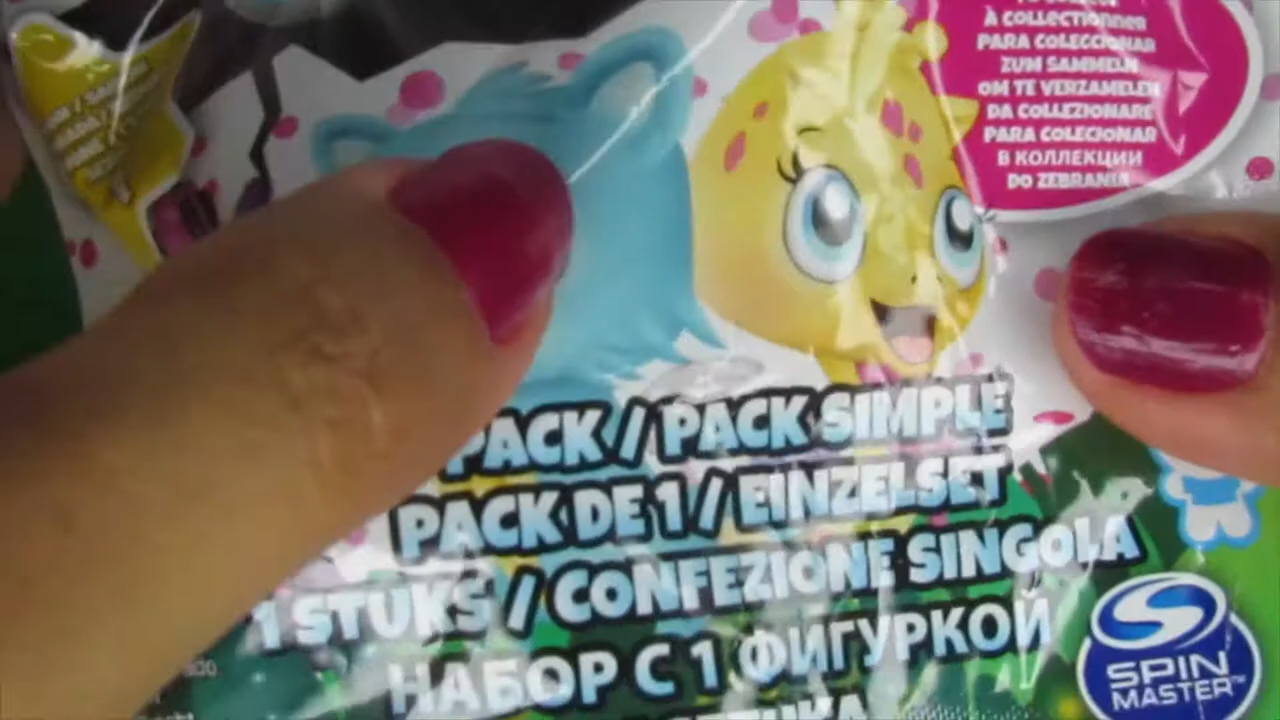 À COLLECTIONNER
PARA COLECCIONAR
ZUM SAMMELN
OM TE VERZAMELEN
DA COLLEZIONARE
PARA COLECIONAR
В КОЛЛЕКЦИИ
DO ZEBRANIA
PACK / PACK SIMPLE
PACK DE 1 / EINZELSET
1 STUKS / CONFEZIONE SINGOLA
НАБОР С 1 ФИГУРКОЙ
SPIN
MASTER™